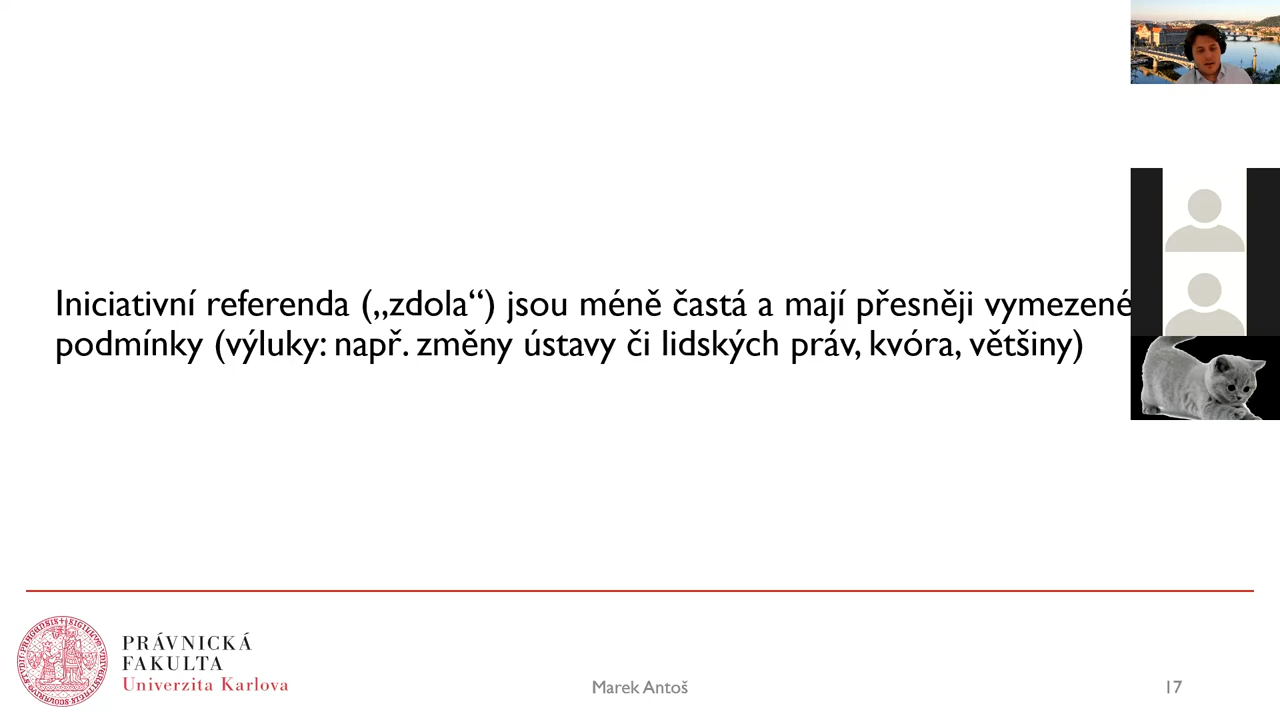 Iniciativní referenda („zdola“) jsou méně častá a mají přesněji vymezené
podmínky (výluky: např. změny ústavy či lidských práv, kvóra, většiny)
PRÁVNICKÁ
FAKULTA
Univerzita Karlova
Marek Antoš
17